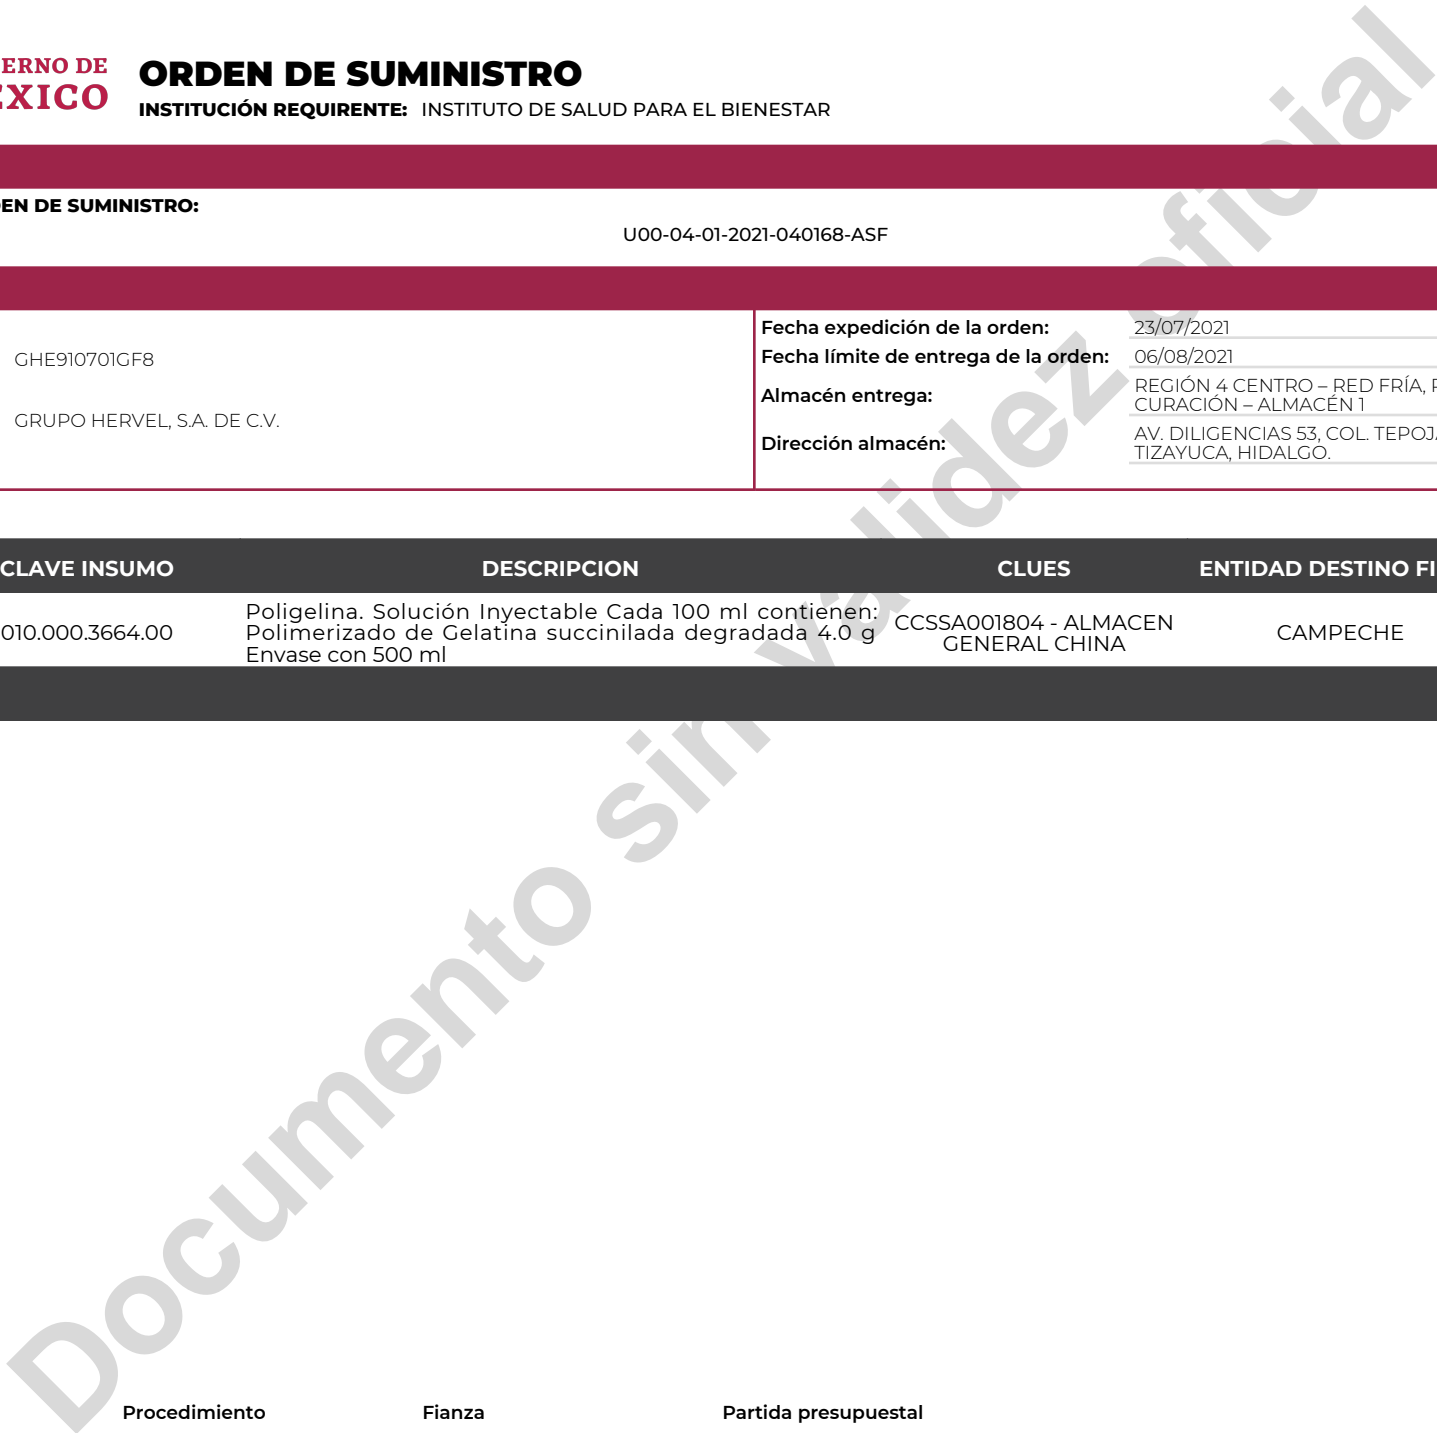 ERNO DE
EXICO
ORDEN DE SUMINISTRO
INSTITUCIÓN REQUIRENTE: INSTITUTO DE SALUD PARA EL BIENESTAR
EN DE SUMINISTRO:
U00-04-01-2021-040168-ASF
GHE910701GF8
GRUPO HERVEL, S.A. DE C.V.
Fecha expedición de la orden: 23/07/2021
Fecha límite de entrega de la orden: 06/08/2021
Almacén entrega: REGIÓN 4 CENTRO – RED FRÍA,
CURACIÓN – ALMACÉN 1
Dirección almacén: AV. DILIGENCIAS 53, COL. TEPOJ
TIZAYUCA, HIDALGO.
CLAVE INSUMO DESCRIPCION CLUES ENTIDAD DESTINO FI
010.000.3664.00
Poligelina. Solución Inyectable Cada 100 ml contienen:
Polimerizado de Gelatina succinilada degradada 4.0 g
Envase con 500 ml
CCSSA001804 - ALMACEN
GENERAL CHINA
CAMPECHE
Documento sin validez oficial
Procedimiento Fianza Partida presupuestal